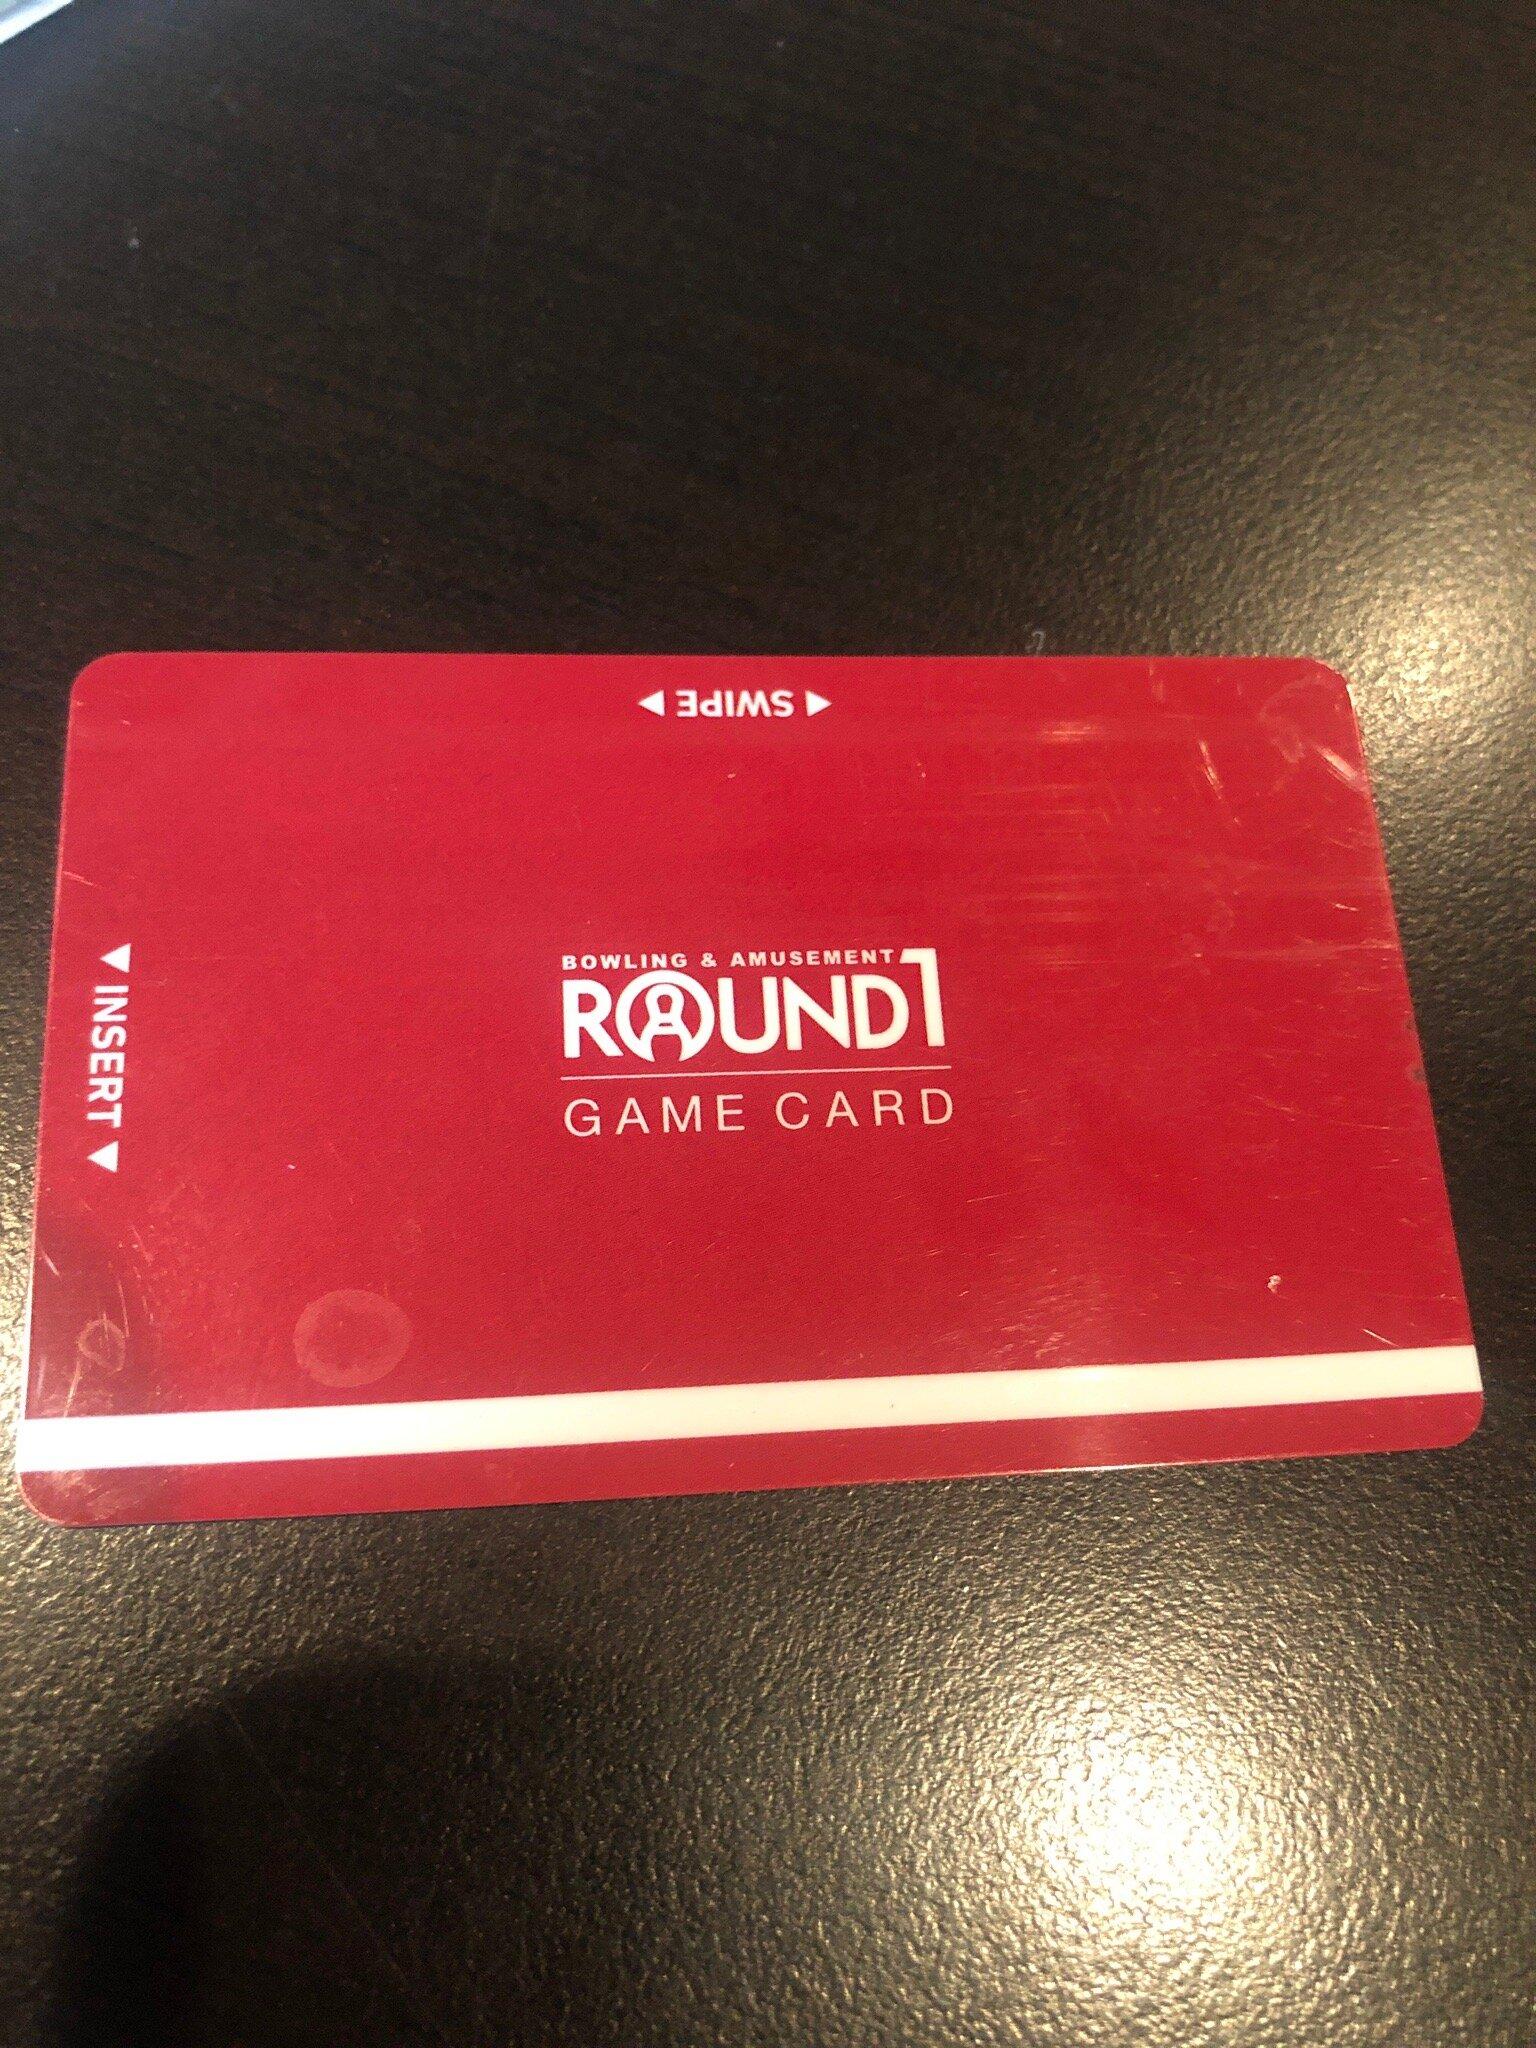 SWIPE
INSERT
BOWLING & AMUSEMENT
ROUND1
GAME CARD